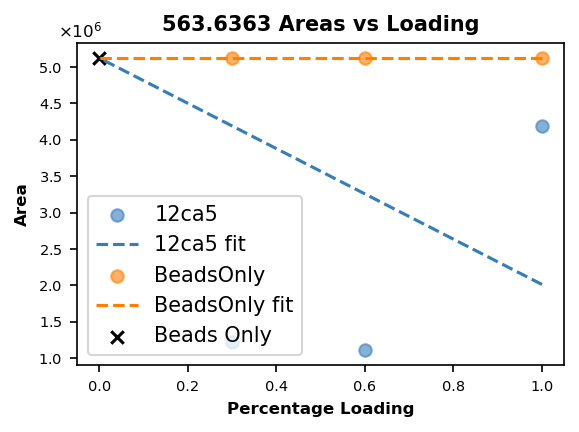 563.6363 Areas vs Loading
×10⁶
5.0
4.5
4.0
3.5
3.0
2.5
2.0
1.5
1.0
Area
12ca5
12ca5 fit
BeadsOnly
BeadsOnly fit
Beads Only
0.0 0.2 0.4 0.6 0.8 1.0
Percentage Loading